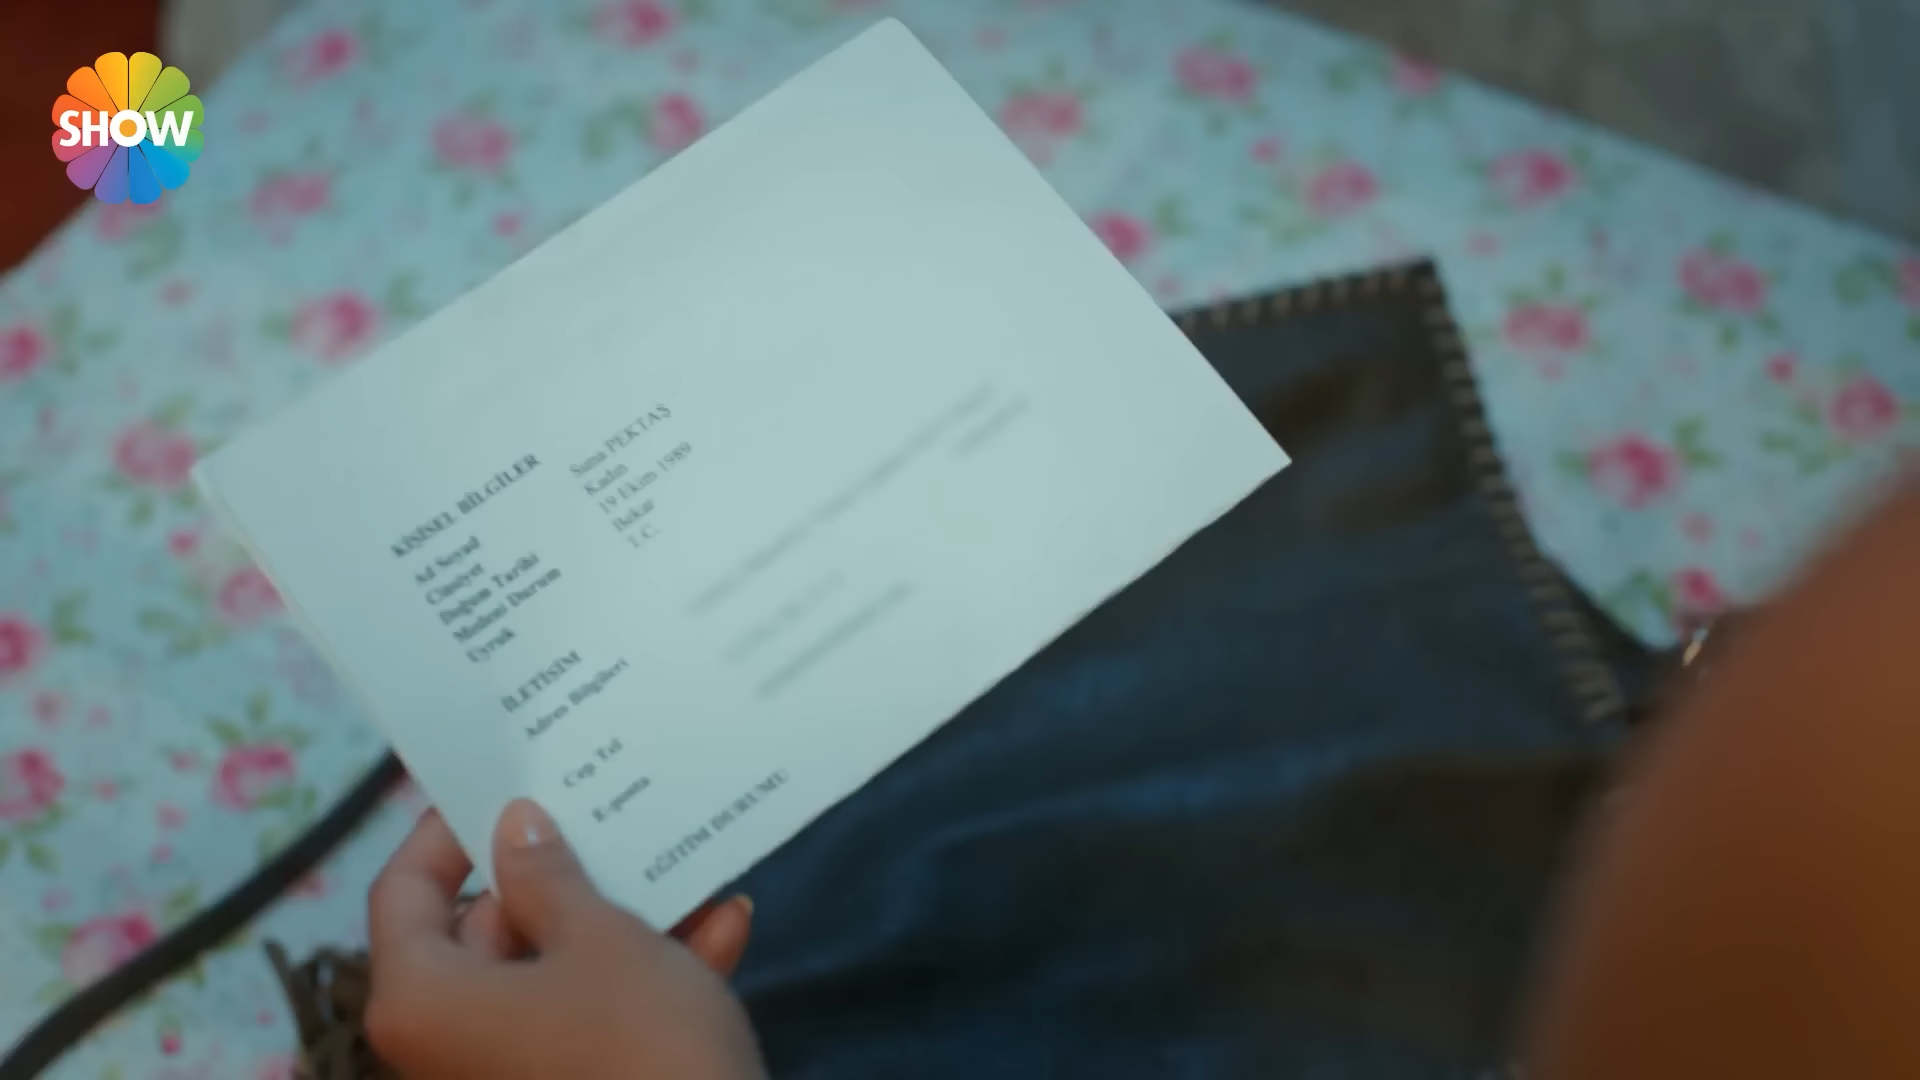 SHOW
KİŞİSEL BİLGİLER
Ad Soyad Suna PEKTAŞ
Cinsiyet Kadın
Doğum Tarihi 19 Ekim 1989
Medeni Durum Bekar
Uyruk T.C.
İLETİŞİM
Adres Bilgileri
Cep Tel
E-posta
EĞİTİM DURUMU